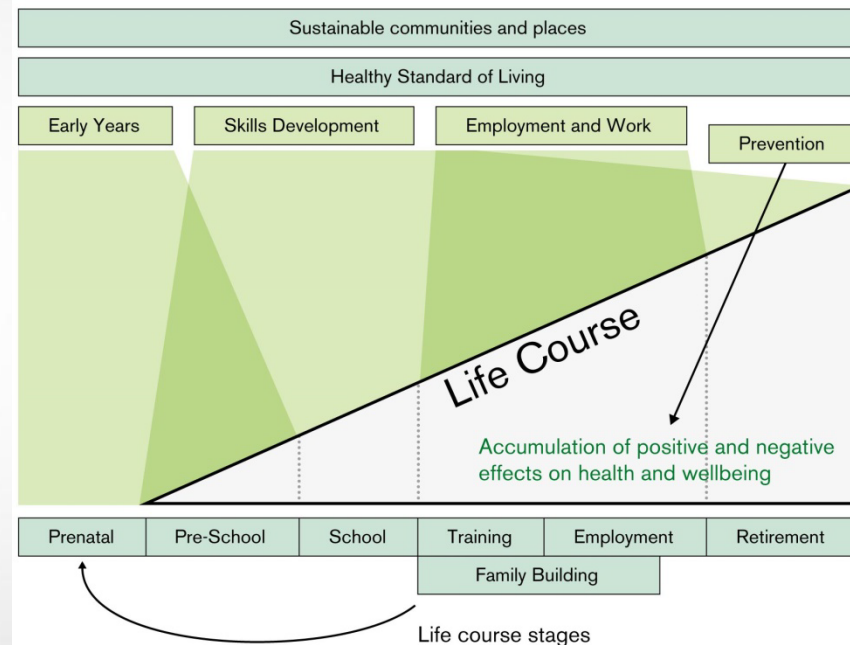 Sustainable communities and places
Healthy Standard of Living
Early Years
Skills Development
Employment and Work
Prevention
Life Course
Accumulation of positive and negative
effects on health and wellbeing
Prenatal
Pre-School
School
Training
Employment
Retirement
Family Building
Life course stages